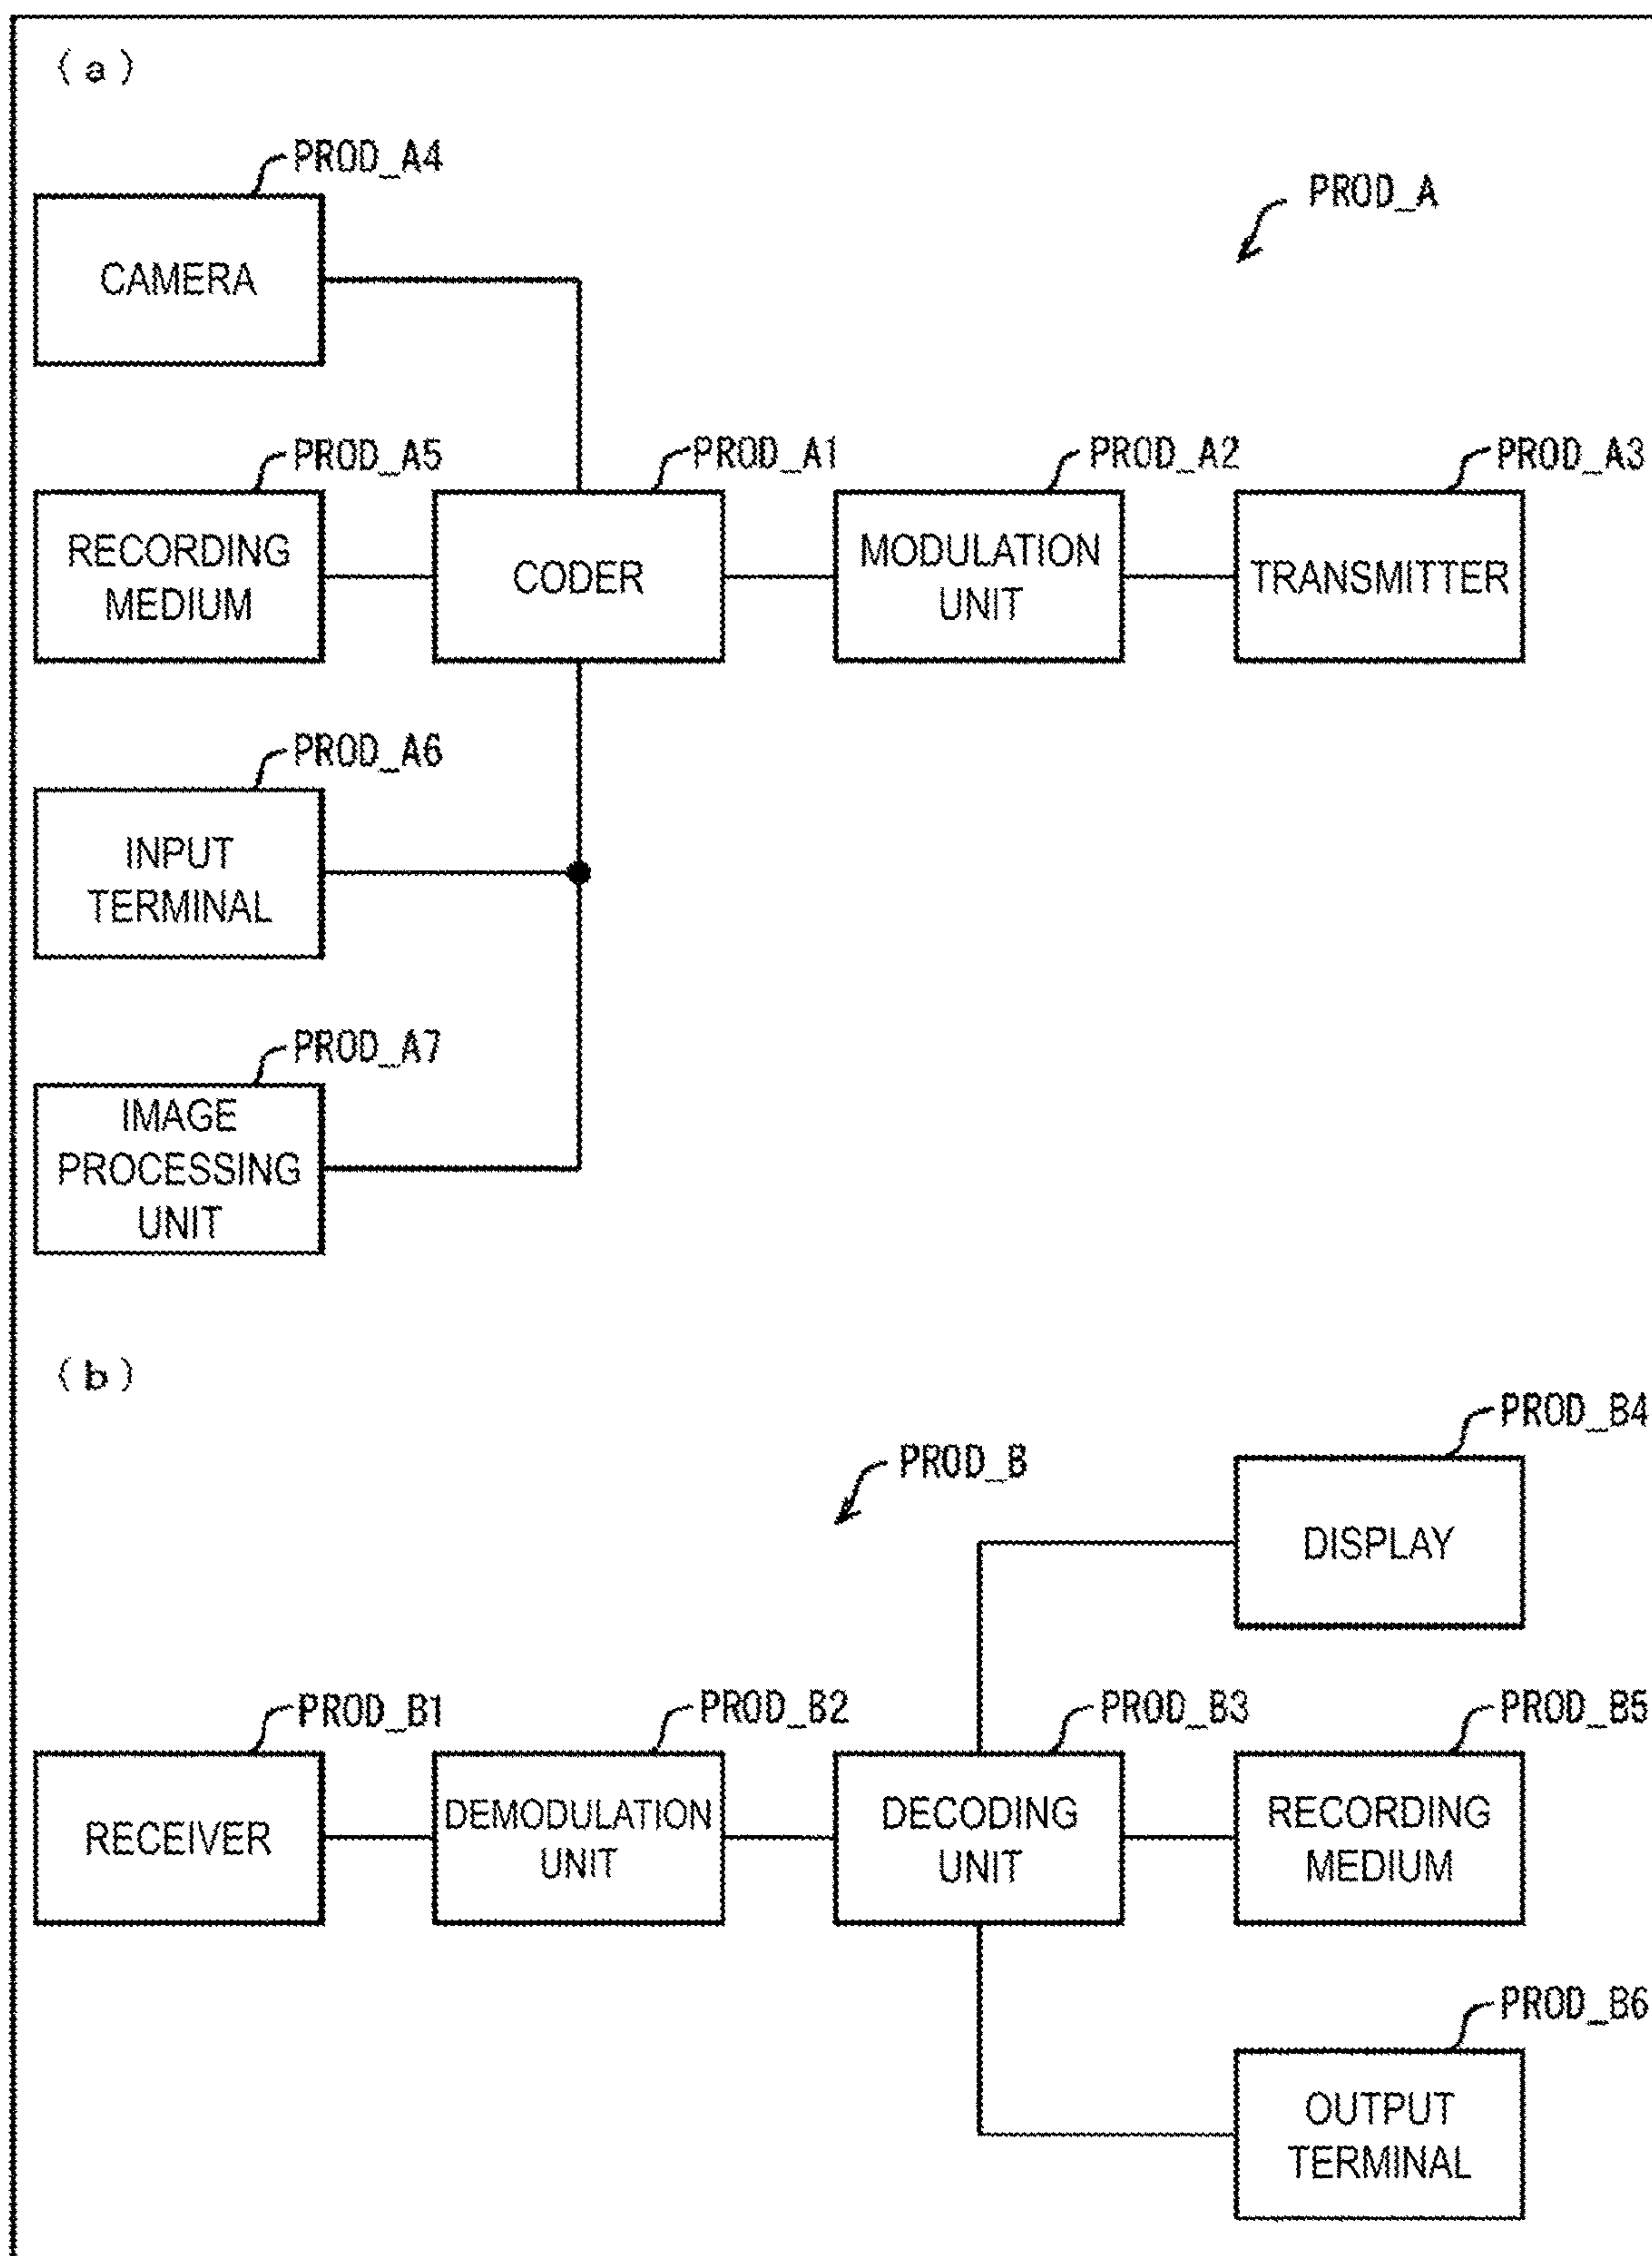 (a)
PROD_A4
PROD_A
CAMERA
PROD_A5
PROD_A1
PROD_A2
PROD_A3
RECORDING
MEDIUM
CODER
MODULATION
UNIT
TRANSMITTER
PROD_A6
INPUT
TERMINAL
PROD_A7
IMAGE
PROCESSING
UNIT
(b)
PROD_B4
PROD_B
DISPLAY
PROD_B1
PROD_B2
PROD_B3
PROD_B5
RECEIVER
DEMODULATION
UNIT
DECODING
UNIT
RECORDING
MEDIUM
PROD_B6
OUTPUT
TERMINAL